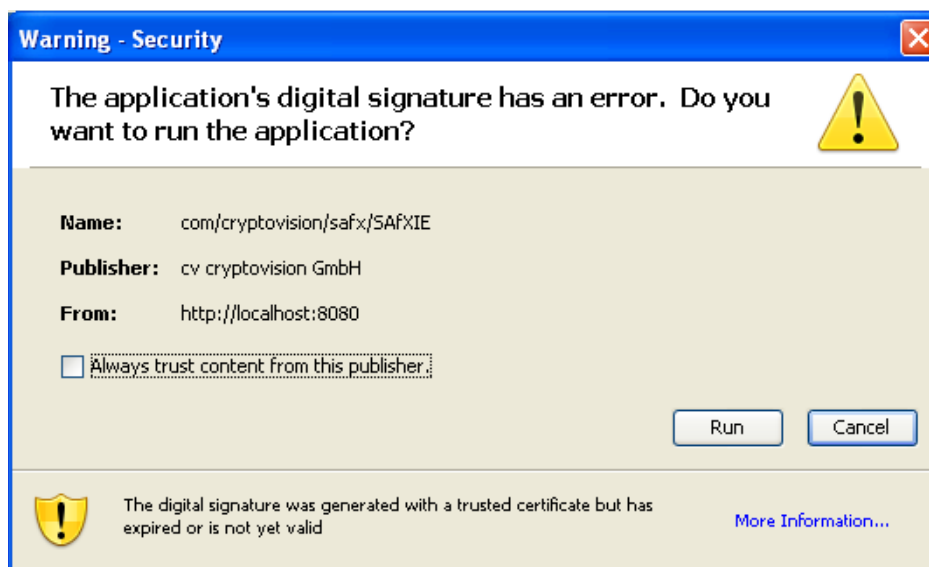 Warning - Security
The application's digital signature has an error. Do you
want to run the application?
Name: com/cryptovision/safx/SAfXIE
Publisher: cv cryptovision GmbH
From: http://localhost:8080
Always trust content from this publisher.
Run Cancel
The digital signature was generated with a trusted certificate but has
expired or is not yet valid
More Information...